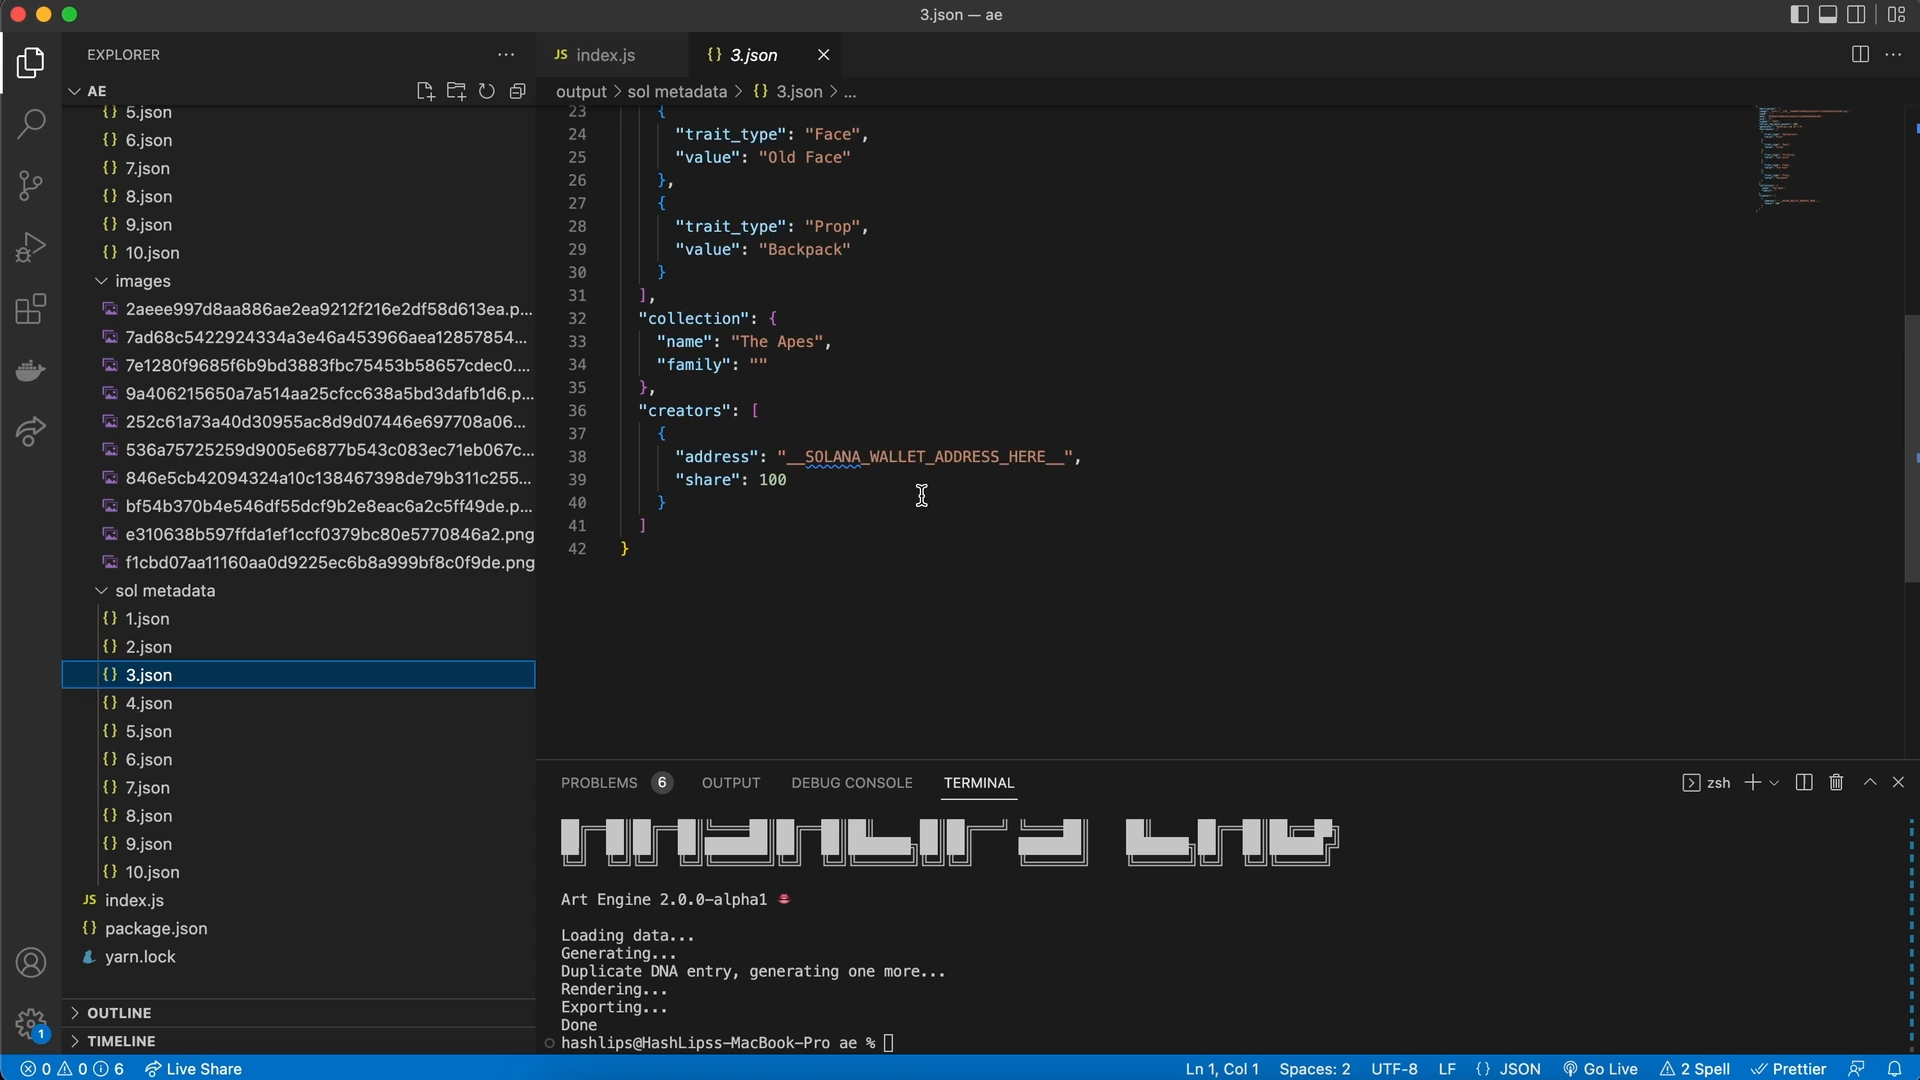 3.json — ae
EXPLORER
AE
5.json
6.json
7.json
8.json
9.json
10.json
images
2aeee997d8aa886ae2ea9212f216e2df58d613ea.p...
7ad68c5422924334a3e46a453966aea12857854...
7e1280f9685f6b9bd3883fbc75453b58657cdec0....
9a406215650a7a514aa25cfcc638a5bd3dafb1d6.p...
252c61a73a40d30955ac8d9d07446e697708a06...
536a75725259d9005e6877b543c083ec71eb067c...
846e5cb42094324a10c138467398de79b311c255...
bf54b370b4e546df55dcf9b2e8eac6a2c5ff49de.p...
e310638b597ffda1ef1ccf0379bc80e5770846a2.png
f1cbd07aa11160aa0d9225ec6b8a999bf8c0f9de.png
sol metadata
1.json
2.json
3.json
4.json
5.json
6.json
7.json
8.json
9.json
10.json
JS index.js
{} package.json
yarn.lock
OUTLINE
TIMELINE
JS index.js {} 3.json
output > sol metadata > {} 3.json > ...
23 {
24 "trait_type": "Face",
25 "value": "Old Face"
26 },
27 {
28 "trait_type": "Prop",
29 "value": "Backpack"
30 }
31 ],
32 "collection": {
33 "name": "The Apes",
34 "family": ""
35 },
36 "creators": [
37 {
38 "address": "__SOLANA_WALLET_ADDRESS_HERE__",
39 "share": 100
40 }
41 ]
42 }
PROBLEMS 6 OUTPUT DEBUG CONSOLE TERMINAL zsh
Art Engine 2.0.0-alpha1
Loading data...
Generating...
Duplicate DNA entry, generating one more...
Rendering...
Exporting...
Done
hashlips@HashLipss-MacBook-Pro ae %
1
0 0 6 Live Share Ln 1, Col 1 Spaces: 2 UTF-8 LF {} JSON Go Live 2 Spell Prettier